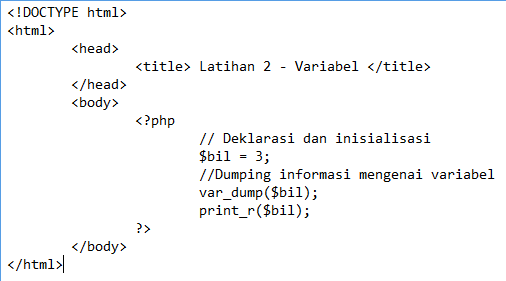 <!DOCTYPE html>
<html>
<head>
<title> Latihan 2 - Variabel </title>
</head>
<body>
<?php
// Deklarasi dan inisialisasi
$bil = 3;
//Dumping informasi mengenai variabel
var_dump($bil);
print_r($bil);
?>
</body>
</html>